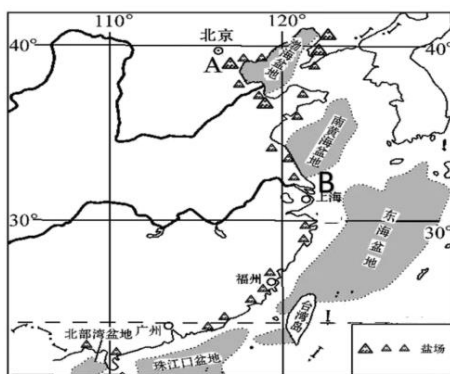 120°
40°
北京
40°
A
渤海盆地
南黄海盆地
B
上海
30°
30°
东海盆地
福州
台湾岛
北部湾盆地
广州
珠江口盆地
盐场
110°
120°